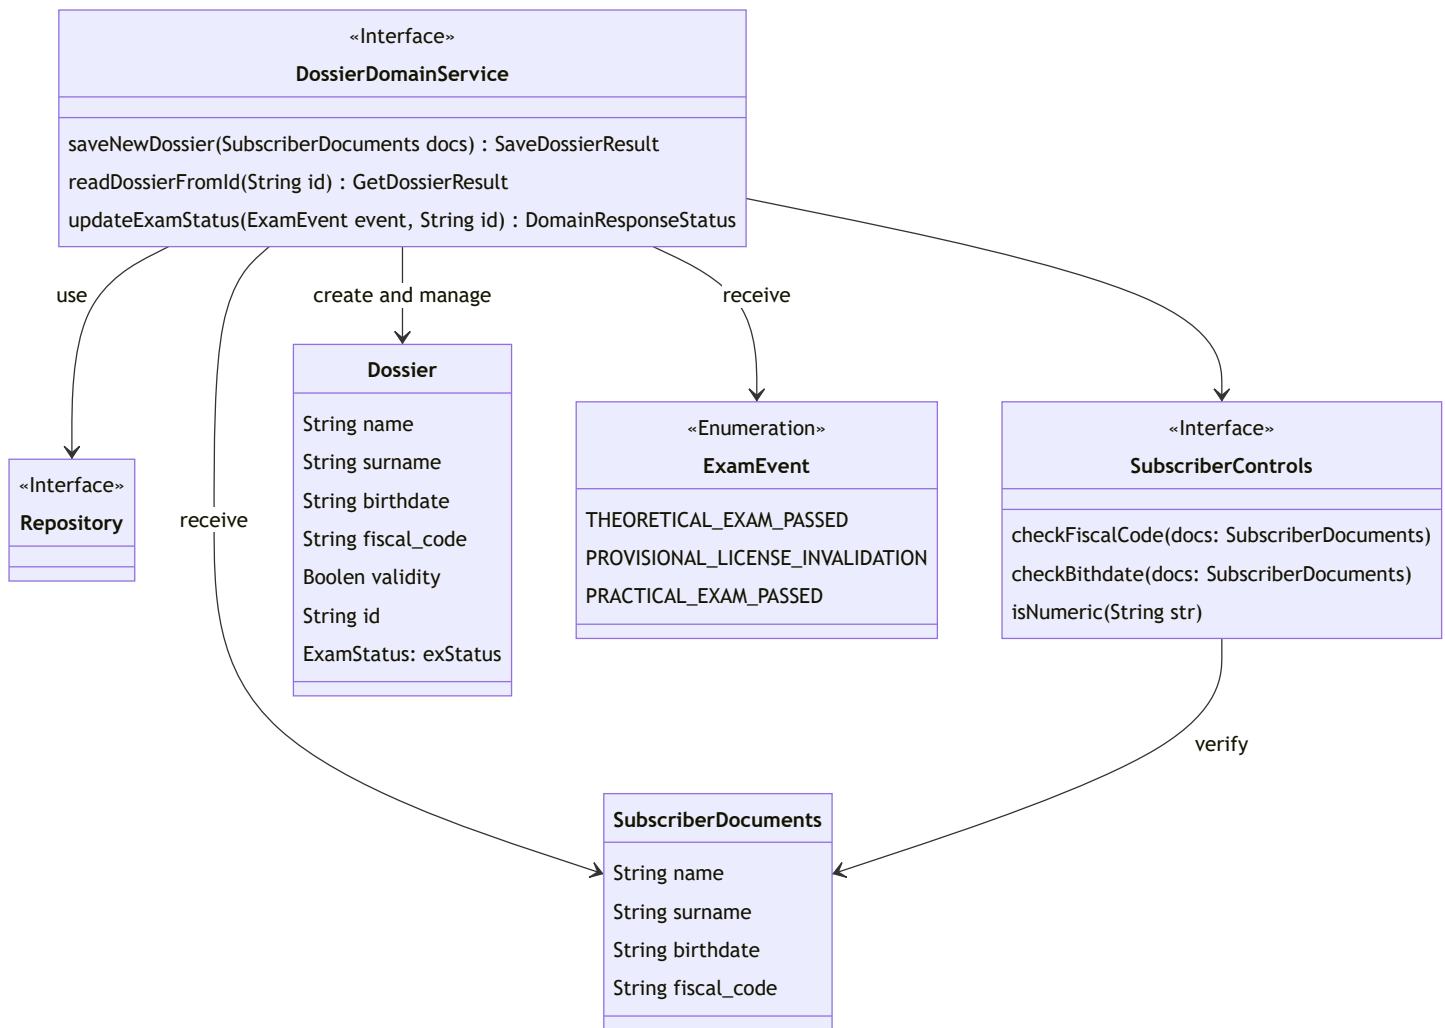 «Interface»
DossierDomainService
saveNewDossier(SubscriberDocuments docs) : SaveDossierResult
readDossierFromId(String id) : GetDossierResult
updateExamStatus(ExamEvent event, String id) : DomainResponseStatus
use
create and manage
receive
«Interface»
Repository
receive
Dossier
String name
String surname
String birthdate
String fiscal_code
Boolen validity
String id
ExamStatus: exStatus
«Enumeration»
ExamEvent
THEORETICAL_EXAM_PASSED
PROVISIONAL_LICENSE_INVALIDATION
PRACTICAL_EXAM_PASSED
«Interface»
SubscriberControls
checkFiscalCode(docs: SubscriberDocuments)
checkBithdate(docs: SubscriberDocuments)
isNumeric(String str)
verify
SubscriberDocuments
String name
String surname
String birthdate
String fiscal_code